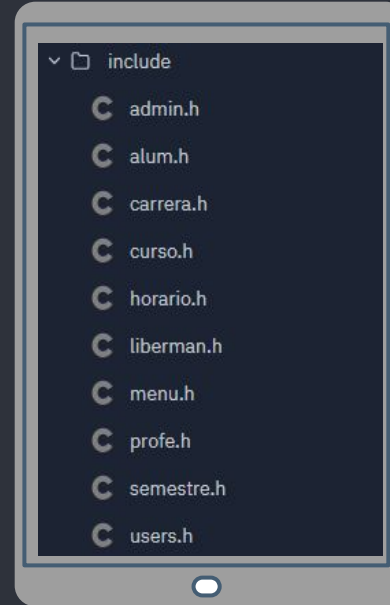 include
admin.h
alum.h
carrera.h
curso.h
horario.h
liberman.h
menu.h
profe.h
semestre.h
users.h